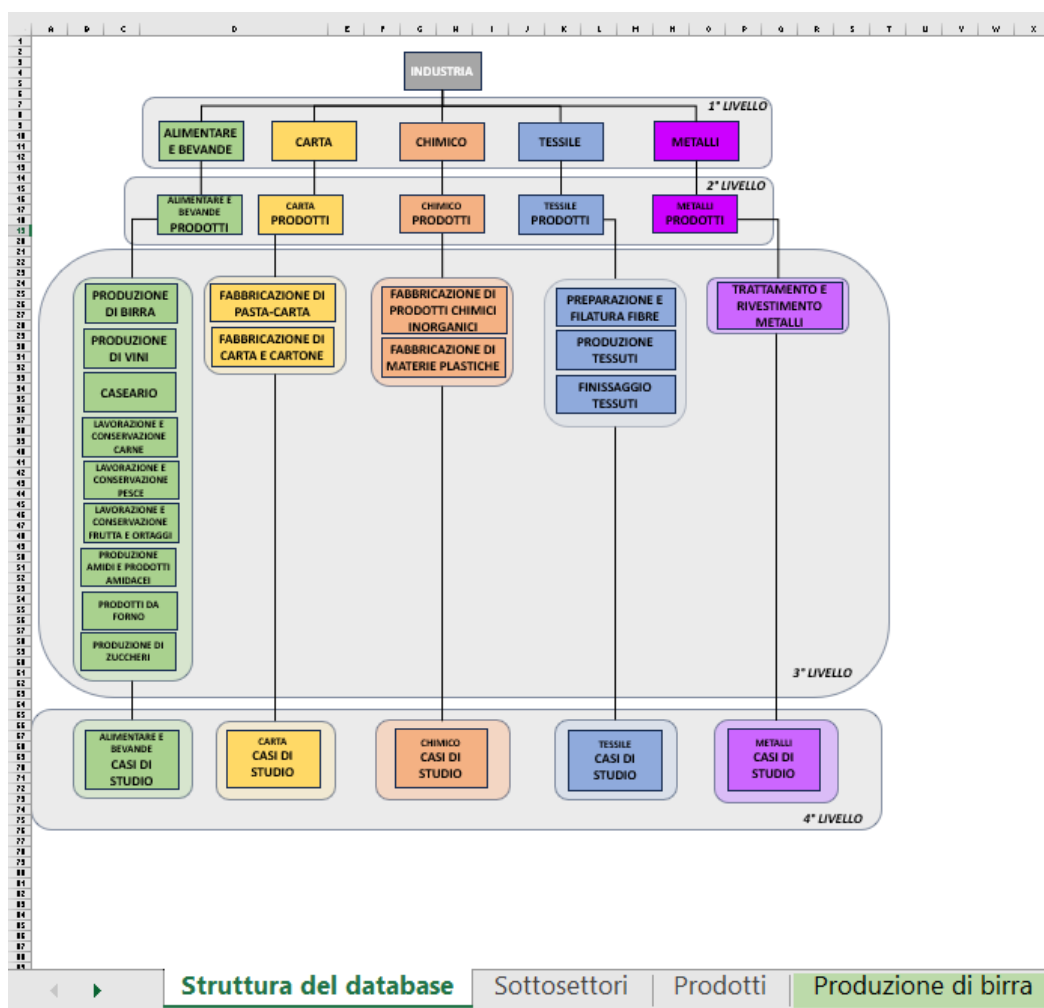 A B C D E F G H I J K L M N O P Q R S T U V W X
INDUSTRIA
1° LIVELLO
ALIMENTARE
E BEVANDE
CARTA
CHIMICO
TESSILE
METALLI
2° LIVELLO
ALIMENTARE E
BEVANDE
PRODOTTI
CARTA
PRODOTTI
CHIMICO
PRODOTTI
TESSILE
PRODOTTI
METALLI
PRODOTTI
PRODUZIONE
DI BIRRA
PRODUZIONE
DI VINI
CASEARIO
LAVORAZIONE E
CONSERVAZIONE
CARNE
LAVORAZIONE E
CONSERVAZIONE
PESCE
LAVORAZIONE E
CONSERVAZIONE
FRUTTA E ORTAGGI
PRODUZIONE
AMIDI E PRODOTTI
AMIDACEI
PRODOTTI DA
FORNO
PRODUZIONE DI
ZUCCHERI
FABBRICAZIONE DI
PASTA-CARTA
FABBRICAZIONE DI
CARTA E CARTONE
FABBRICAZIONE DI
PRODOTTI CHIMICI
INORGANICI
FABBRICAZIONE DI
MATERIE PLASTICHE
PREPARAZIONE E
FILATURA FIBRE
PRODUZIONE
TESSUTI
FINISSAGGIO
TESSUTI
TRATTAMENTO E
RIVESTIMENTO
METALLI
3° LIVELLO
ALIMENTARE E
BEVANDE
CASI DI
STUDIO
CARTA
CASI DI
STUDIO
CHIMICO
CASI DI
STUDIO
TESSILE
CASI DI
STUDIO
METALLI
CASI DI
STUDIO
4° LIVELLO
Struttura del database
Sottosettori
Prodotti
Produzione di birra